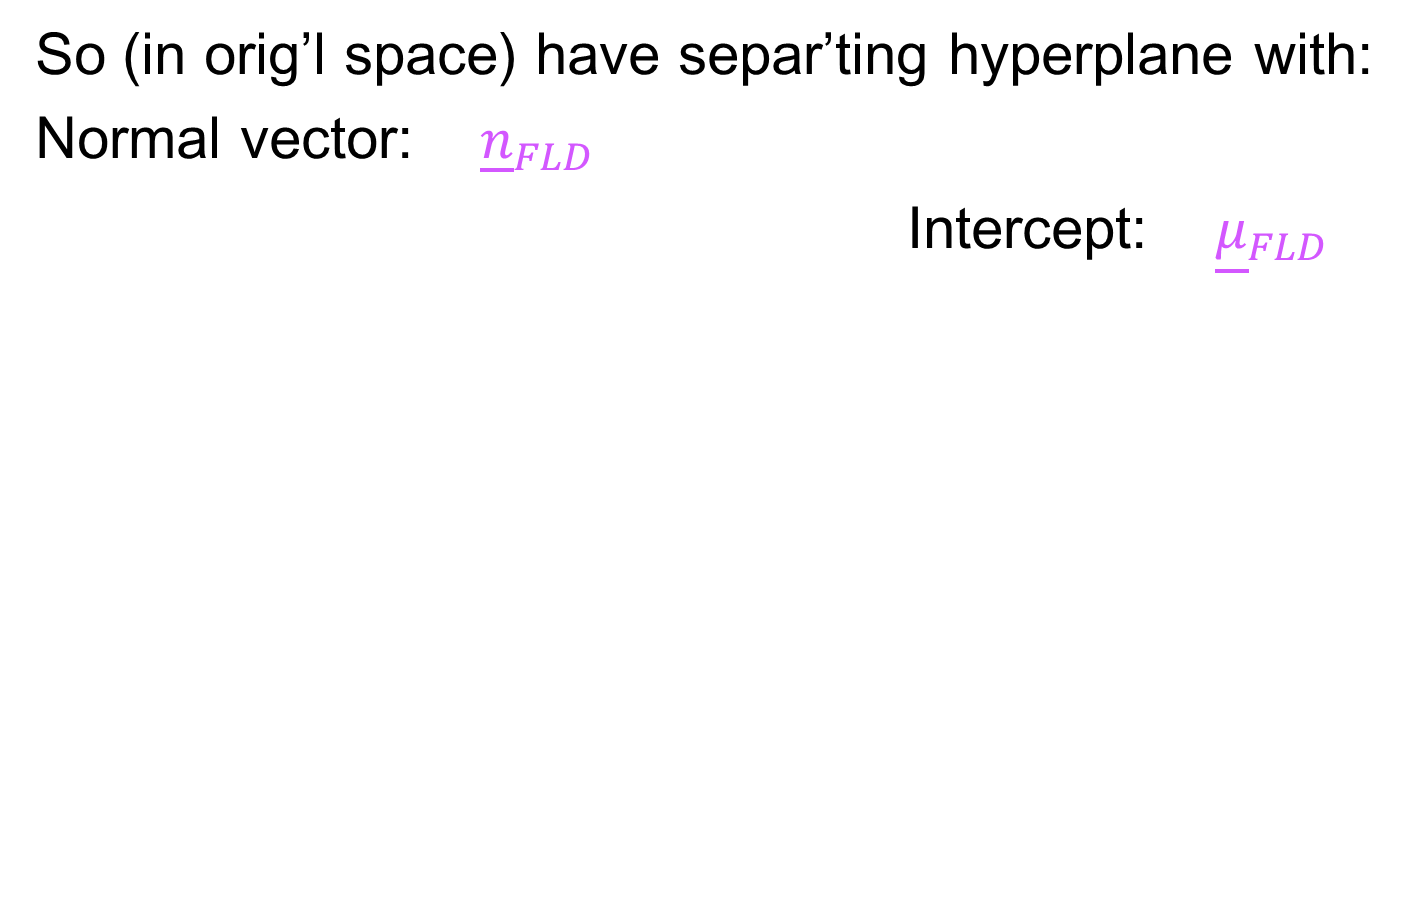 So (in orig’l space) have separ’ting hyperplane with:
Normal vector: n_FLD
Intercept: μ_FLD